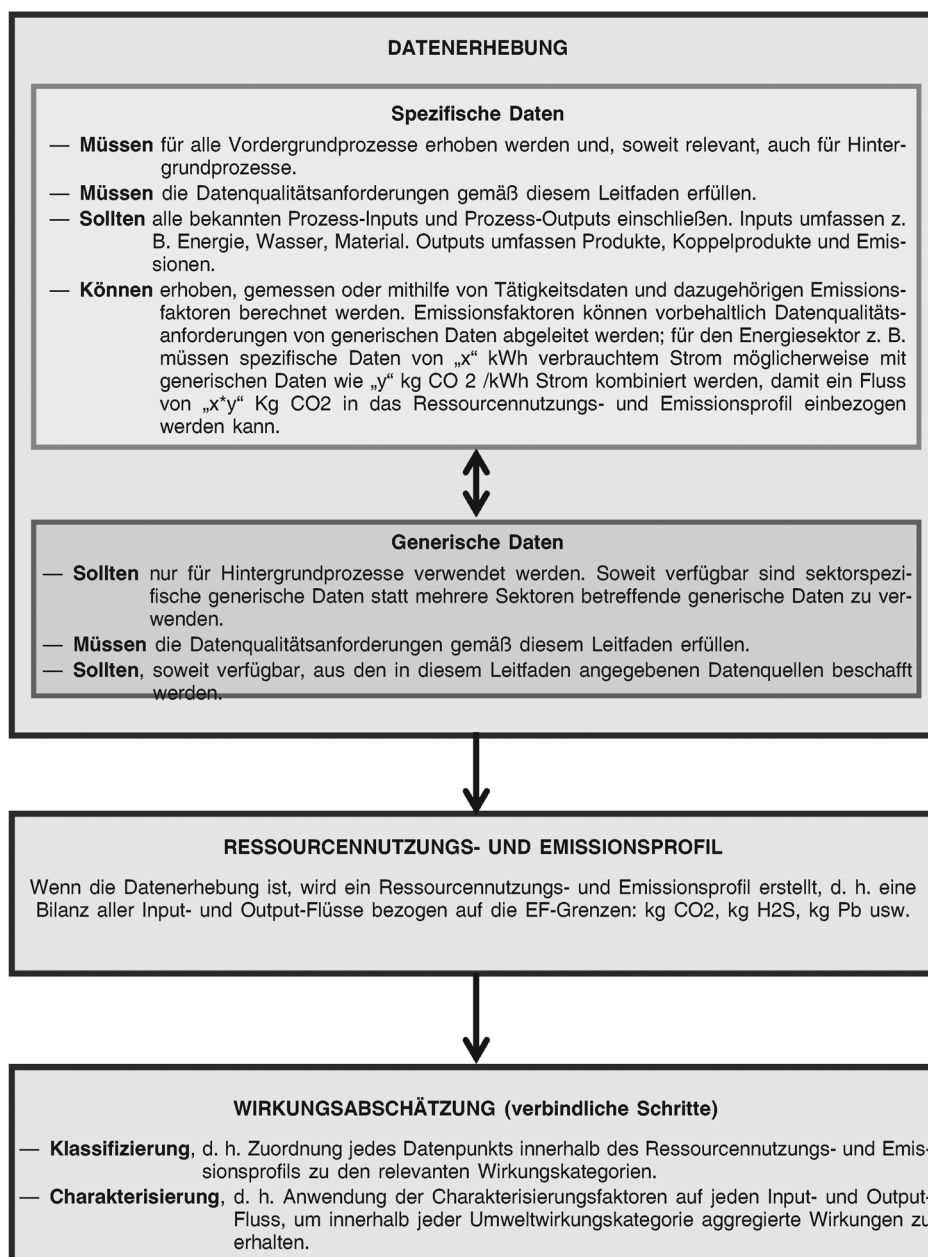 DATENERHEBUNG
Spezifische Daten
— Müssen für alle Vordergrundprozesse erhoben werden und, soweit relevant, auch für Hinter-
grundprozesse.
— Müssen die Datenqualitätsanforderungen gemäß diesem Leitfaden erfüllen.
— Sollten alle bekannten Prozess-Inputs und Prozess-Outputs einschließen. Inputs umfassen z.
B. Energie, Wasser, Material. Outputs umfassen Produkte, Koppelprodukte und Emis-
sionen.
— Können erhoben, gemessen oder mithilfe von Tätigkeitsdaten und dazugehörigen Emissions-
faktoren berechnet werden. Emissionsfaktoren können vorbehaltlich Datenqualitäts-
anforderungen von generischen Daten abgeleitet werden; für den Energiesektor z. B.
müssen spezifische Daten von „x“ kWh verbrauchtem Strom möglicherweise mit
generischen Daten wie „y“ kg CO 2 /kWh Strom kombiniert werden, damit ein Fluss
von „x*y“ Kg CO2 in das Ressourcennutzungs- und Emissionsprofil einbezogen
werden kann.
Generische Daten
— Sollten nur für Hintergrundprozesse verwendet werden. Soweit verfügbar sind sektorspezi-
fische generische Daten statt mehrere Sektoren betreffende generische Daten zu ver-
wenden.
— Müssen die Datenqualitätsanforderungen gemäß diesem Leitfaden erfüllen.
— Sollten, soweit verfügbar, aus den in diesem Leitfaden angegebenen Datenquellen beschafft
werden.
RESSOURCENNUTZUNGS- UND EMISSIONSPROFIL
Wenn die Datenerhebung ist, wird ein Ressourcennutzungs- und Emissionsprofil erstellt, d. h. eine
Bilanz aller Input- und Output-Flüsse bezogen auf die EF-Grenzen: kg CO2, kg H2S, kg Pb usw.
WIRKUNGSABSCHÄTZUNG (verbindliche Schritte)
— Klassifizierung, d. h. Zuordnung jedes Datenpunkts innerhalb des Ressourcennutzungs- und Emis-
sionsprofils zu den relevanten Wirkungskategorien.
— Charakterisierung, d. h. Anwendung der Charakterisierungsfaktoren auf jeden Input- und Output-
Fluss, um innerhalb jeder Umweltwirkungskategorie aggregierte Wirkungen zu
erhalten.